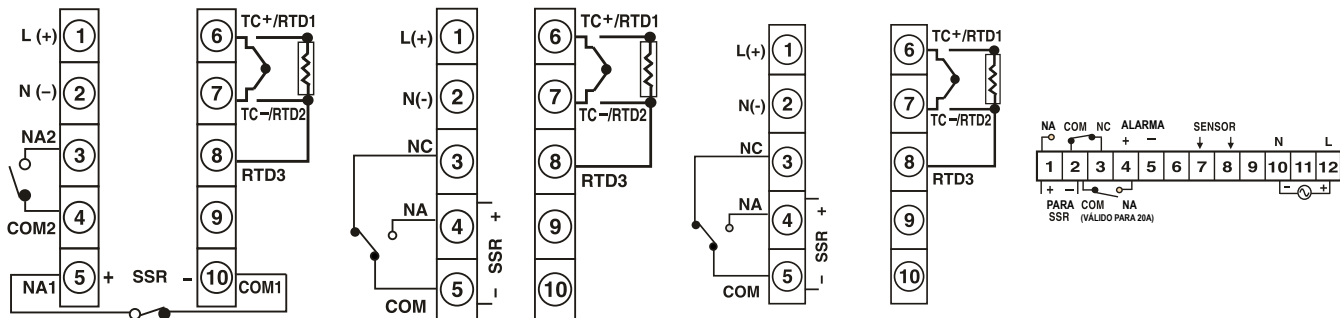 L (+) 1
N (−) 2
NA2
3
4
COM2
NA1 5 + SSR − 10 COM1
6 TC+/RTD1
7
TC−/RTD2
8
RTD3
9
L(+) 1
N(-) 2
NC
3
NA
4 +
SSR
5 −
COM
TC+/RTD1
6
7
TC−/RTD2
8
RTD3
9
10
L(+) 1
N(-) 2
NC
3
NA
4 +
SSR
5 −
COM
TC+/RTD1
6
7
TC−/RTD2
8
RTD3
9
10
NA COM NC ALARMA SENSOR N L
+ −
1 2 3 4 5 6 7 8 9 10 11 12
+ − − +
PARA COM NA
SSR (VÁLIDO PARA 20A)